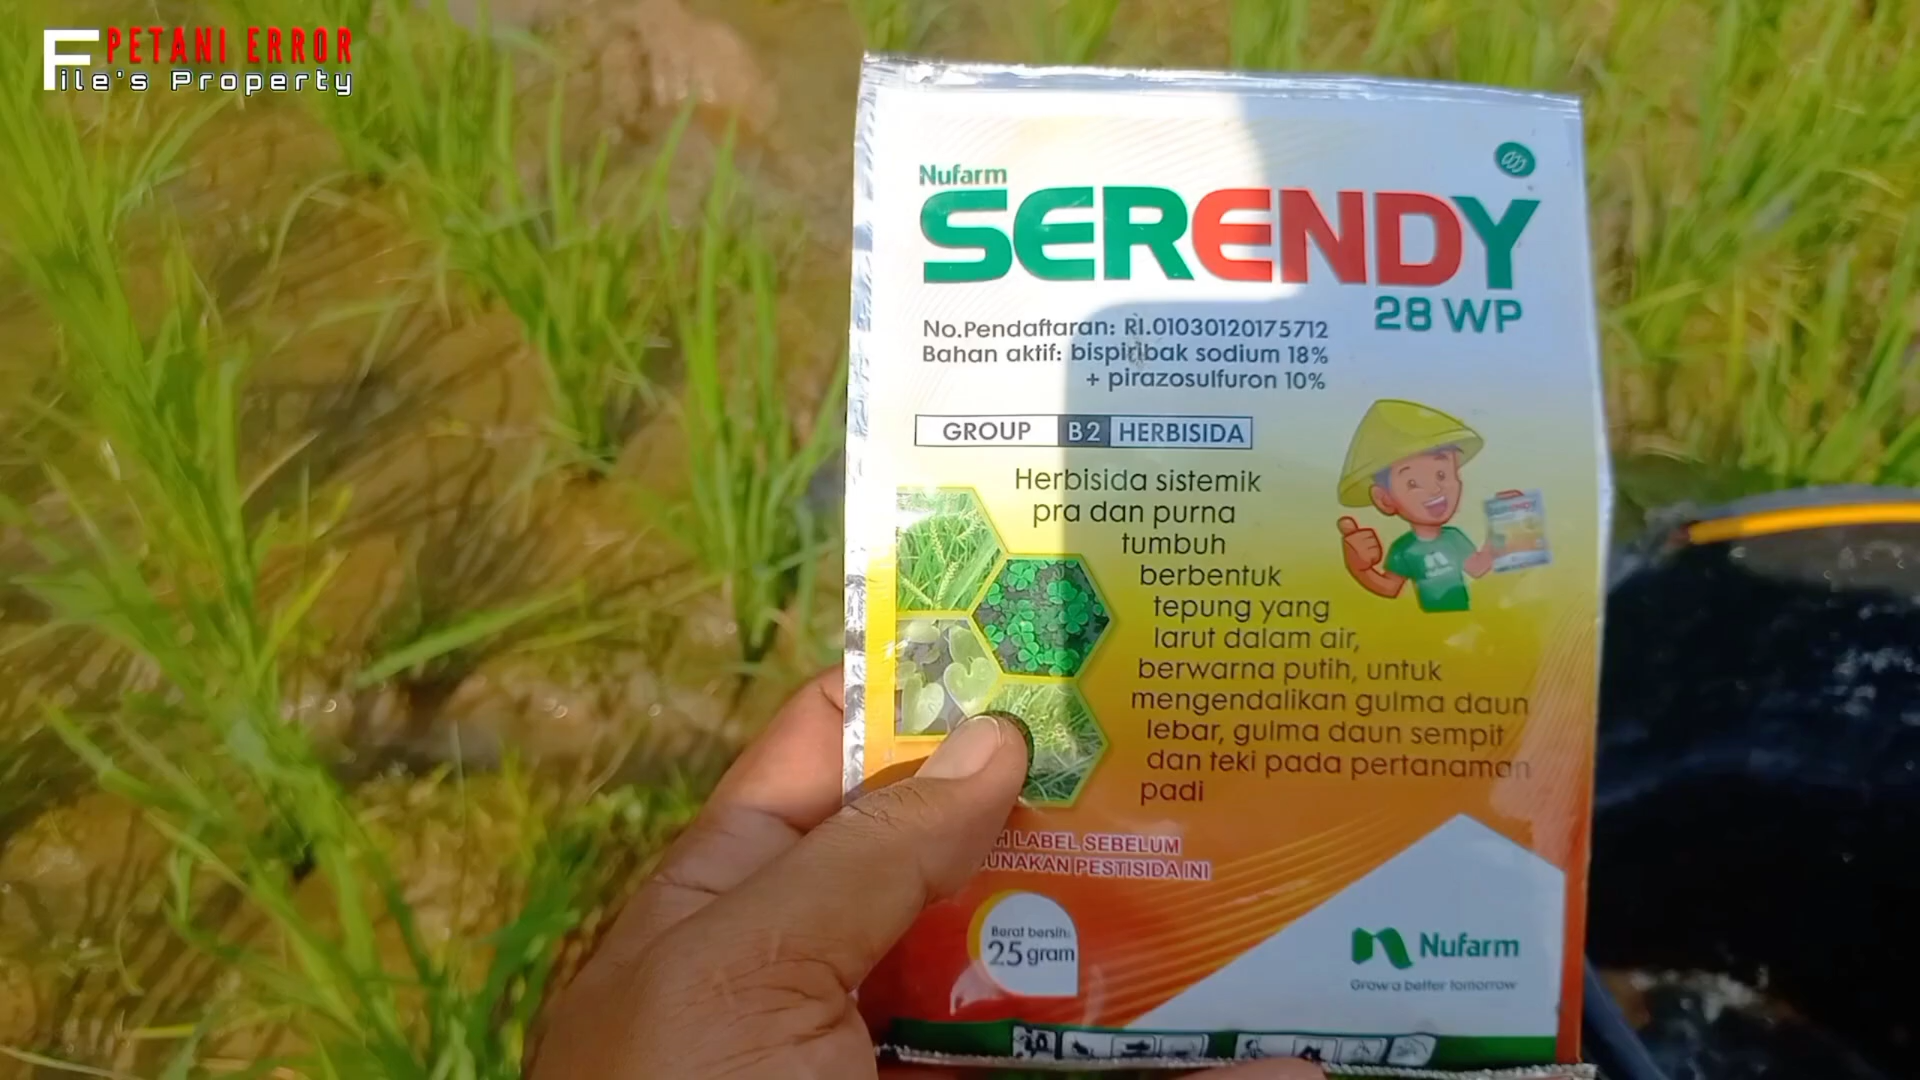 PETANI ERROR
File's Property
Nufarm
SERENDY
28 WP
No.Pendaftaran: RI.01030120175712
Bahan aktif: bispiribak sodium 18%
+ pirazosulfuron 10%
GROUP B2 HERBISIDA
Herbisida sistemik
pra dan purna
tumbuh
berbentuk
tepung yang
larut dalam air,
berwarna putih, untuk
mengendalikan gulma daun
lebar, gulma daun sempit
dan teki pada pertanaman
padi
LABEL SEBELUM
PESTISIDA INI
Berat bersih:
25 gram
Nufarm
Grow a better tomorrow